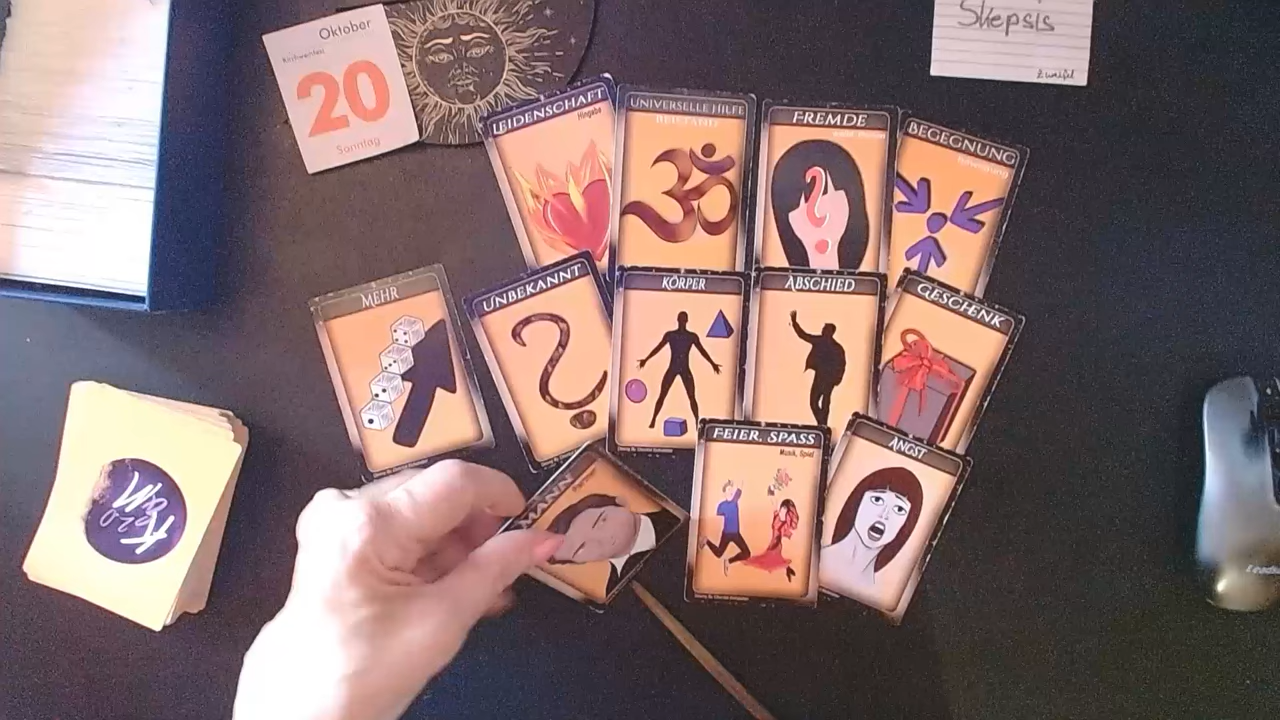 Oktober
Kirchweihfest
20
Sonntag
Skepsis
Zweifel
LEIDENSCHAFT
Hingabe
UNIVERSELLE HILFE
BEISTAND
FREMDE
BEGEGNUNG
MEHR
UNBEKANNT
KÖRPER
ABSCHIED
GESCHENK
MANN
FEIER, SPASS
Musik, Spiel
ANGST